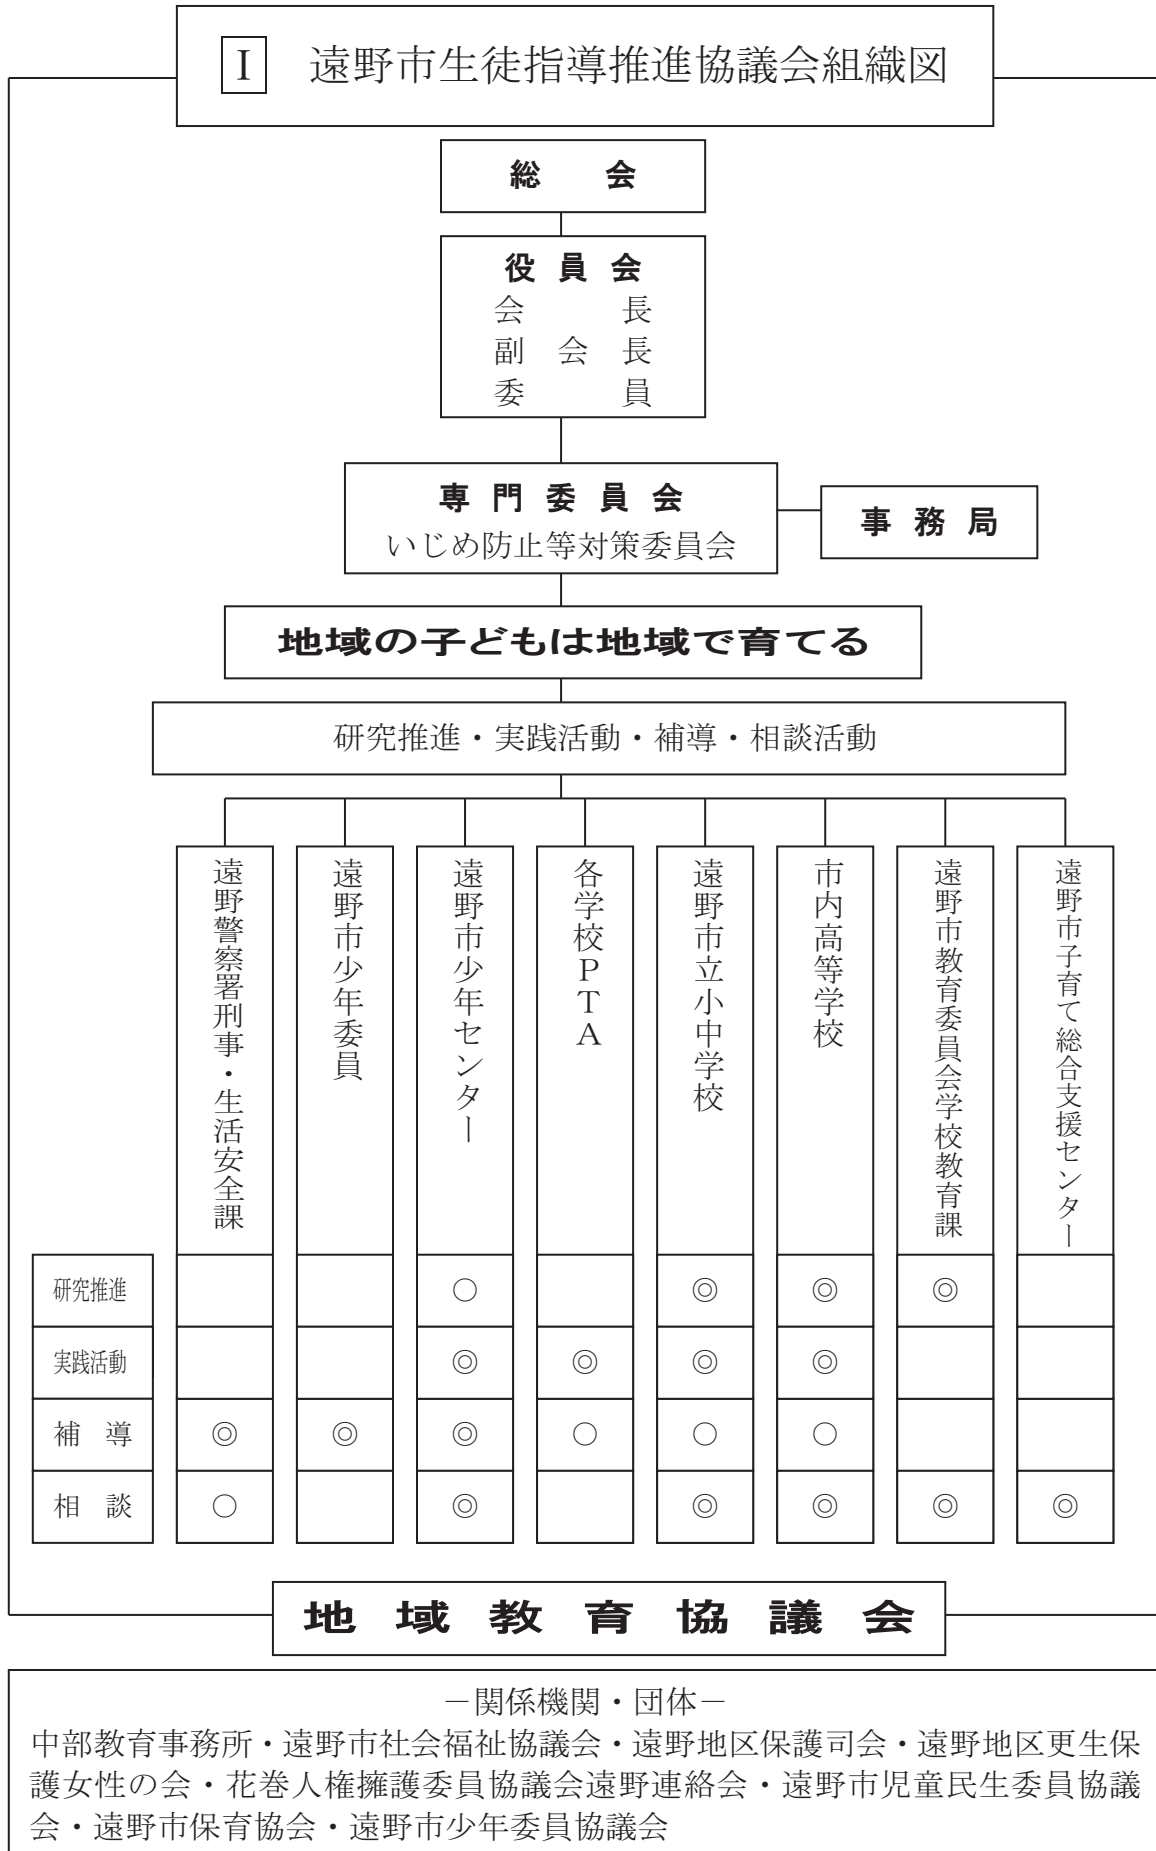 Ⅰ 遠野市生徒指導推進協議会組織図
総 会
役 員 会
会 長
副 会 長
委 員
専 門 委 員 会
いじめ防止等対策委員会
事 務 局
地域の子どもは地域で育てる
研究推進・実践活動・補導・相談活動
遠野警察署刑事・生活安全課
遠野市少年委員
遠野市少年センター
各学校PTA
遠野市立小中学校
市内高等学校
遠野市教育委員会学校教育課
遠野市子育て総合支援センター
研究推進 ○ ◎ ◎ ◎
実践活動 ◎ ◎ ◎ ◎
補 導 ◎ ◎ ◎ ○ ○ ○
相 談 ○ ◎ ◎ ◎ ◎ ◎
地 域 教 育 協 議 会
－関係機関・団体－
中部教育事務所・遠野市社会福祉協議会・遠野地区保護司会・遠野地区更生保
護女性の会・花巻人権擁護委員協議会遠野連絡会・遠野市児童民生委員協議
会・遠野市保育協会・遠野市少年委員協議会